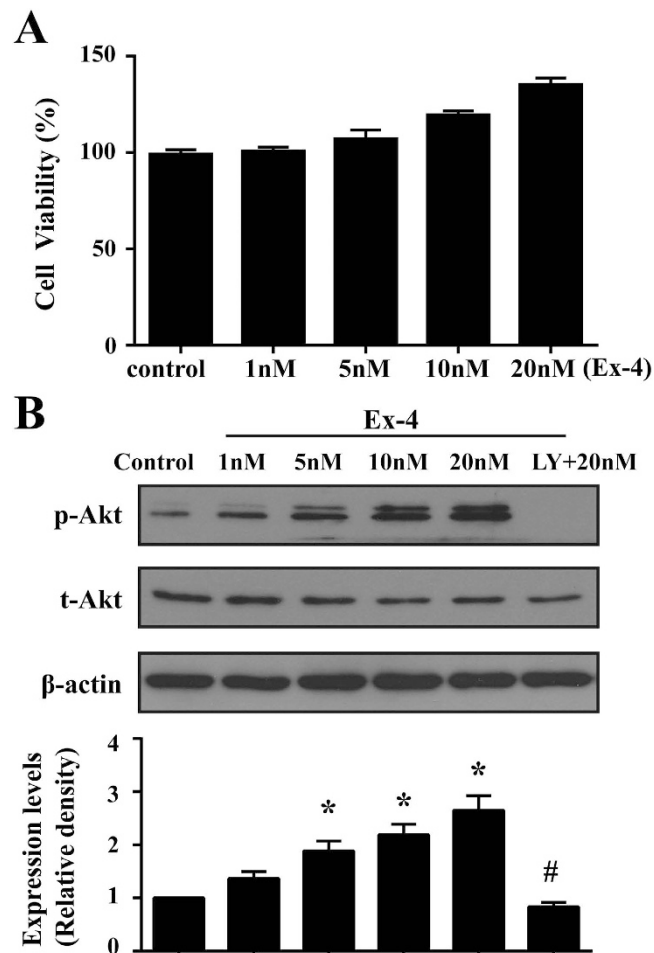 A
Cell Viability (%)
150
100
50
0
control 1nM 5nM 10nM 20nM (Ex-4)
B
Ex-4
Control 1nM 5nM 10nM 20nM LY+20nM
p-Akt
t-Akt
β-actin
Expression levels
(Relative density)
4
3
2
1
0
* * * #